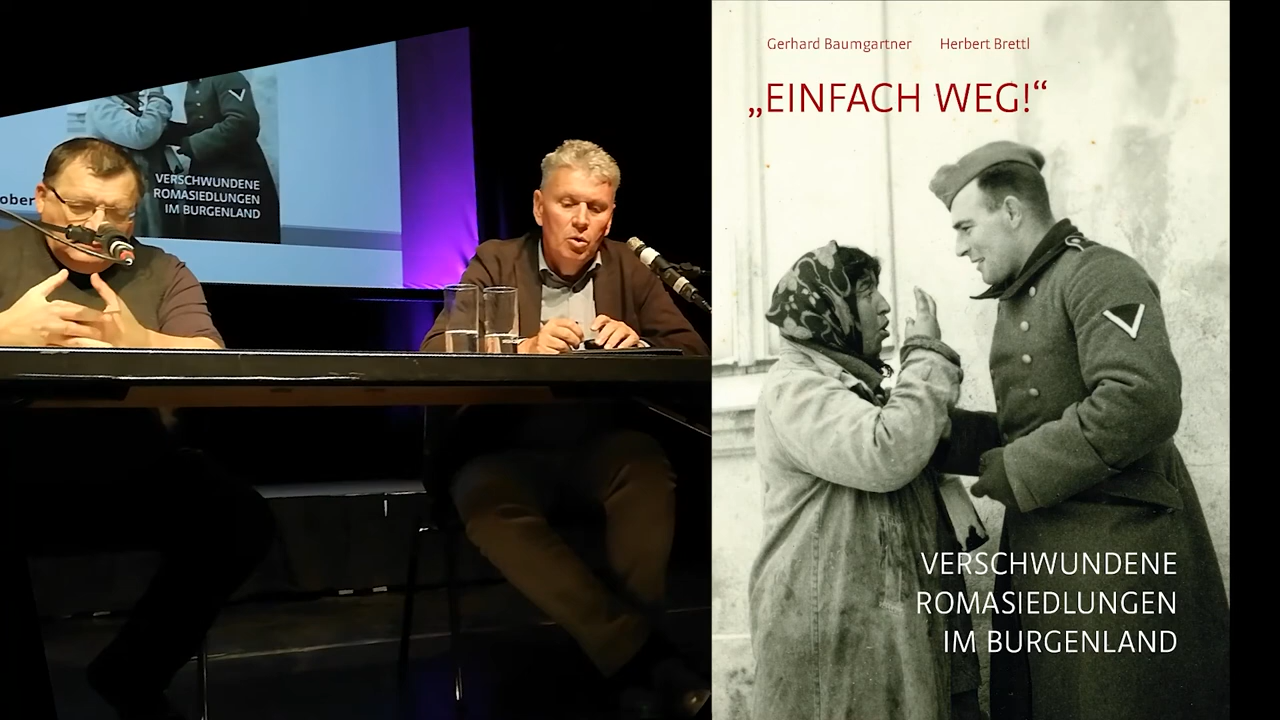 ober
VERSCHWUNDENE
ROMASIEDLUNGEN
IM BURGENLAND
Gerhard Baumgartner Herbert Brettl
„EINFACH WEG!“
VERSCHWUNDENE
ROMASIEDLUNGEN
IM BURGENLAND